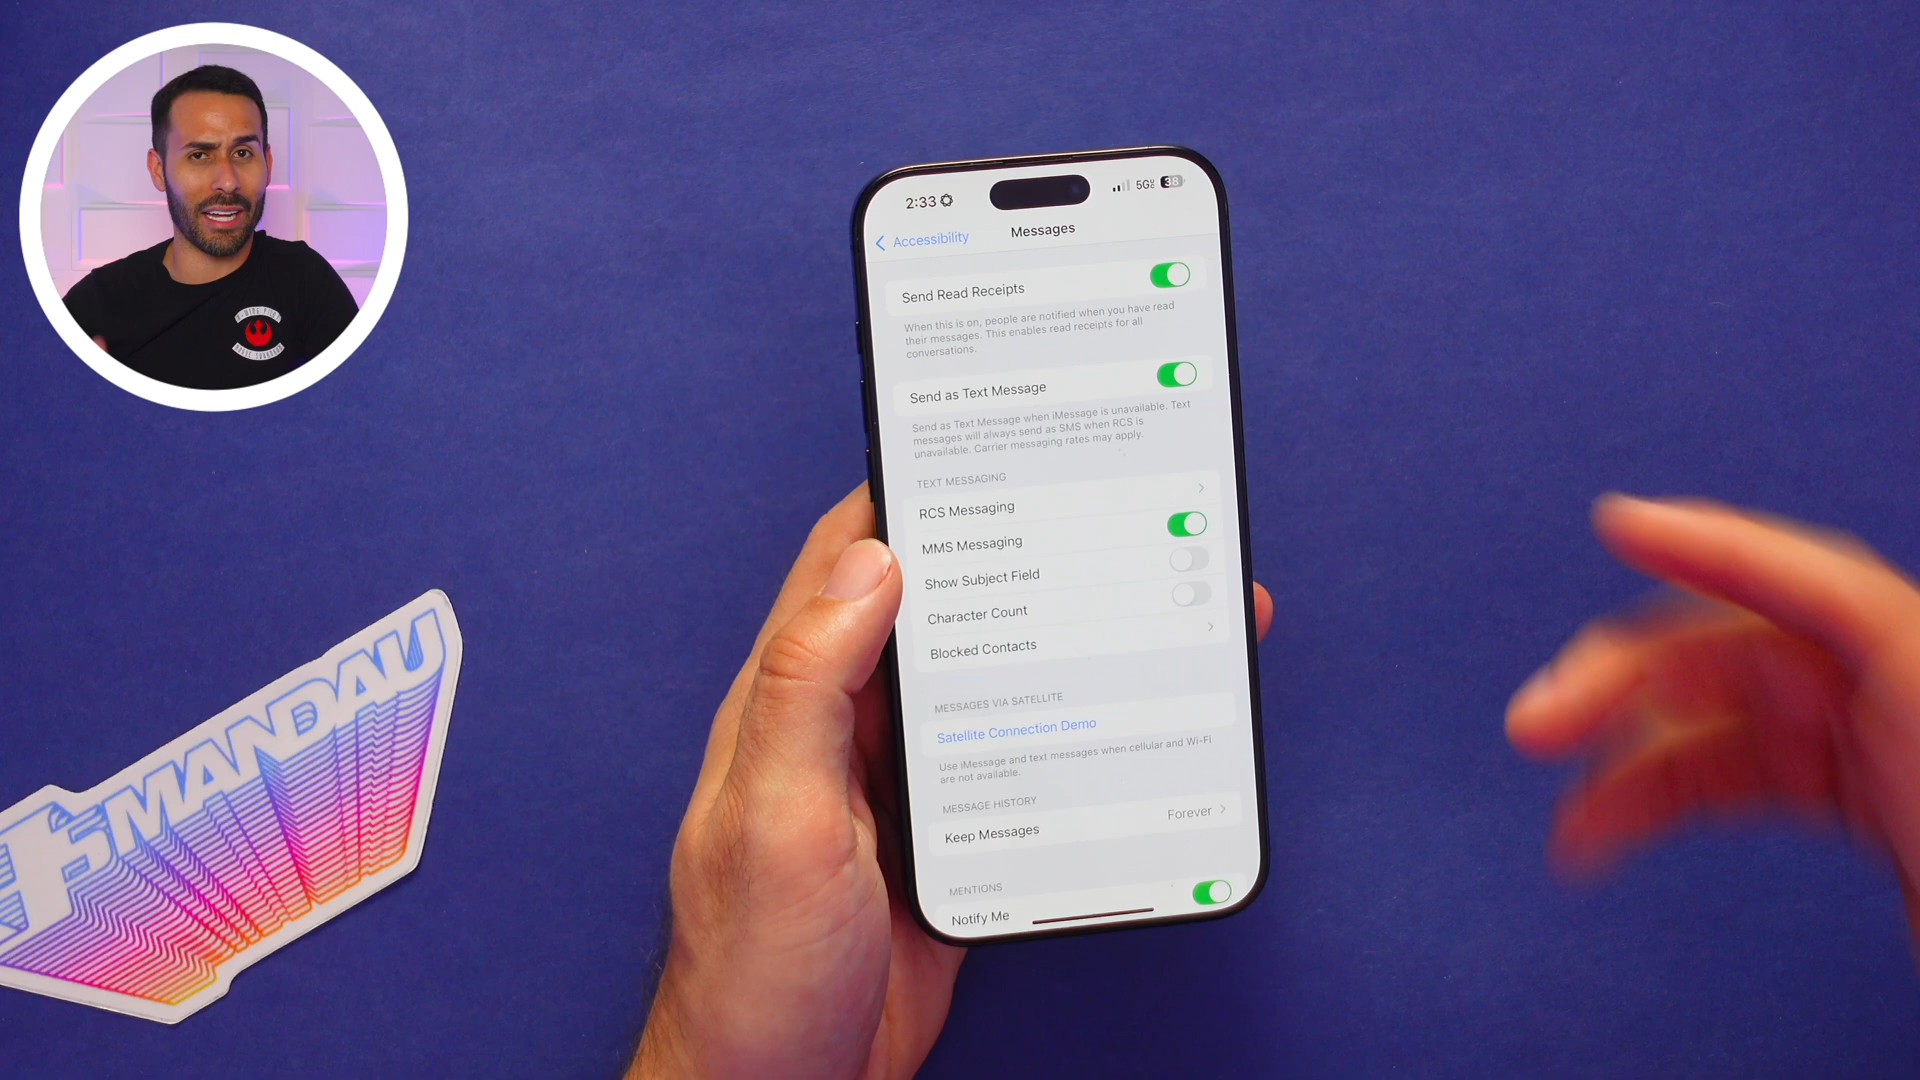 2:33
5G
38
Accessibility
Messages
Send Read Receipts
When this is on, people are notified when you have read
their messages. This enables read receipts for all
conversations.
Send as Text Message
Send as Text Message when iMessage is unavailable. Text
messages will always send as SMS when RCS is
unavailable. Carrier messaging rates may apply.
TEXT MESSAGING
RCS Messaging
MMS Messaging
Show Subject Field
Character Count
Blocked Contacts
MESSAGES VIA SATELLITE
Satellite Connection Demo
Use iMessage and text messages when cellular and Wi-Fi
are not available.
MESSAGE HISTORY
Keep Messages
Forever
MENTIONS
Notify Me